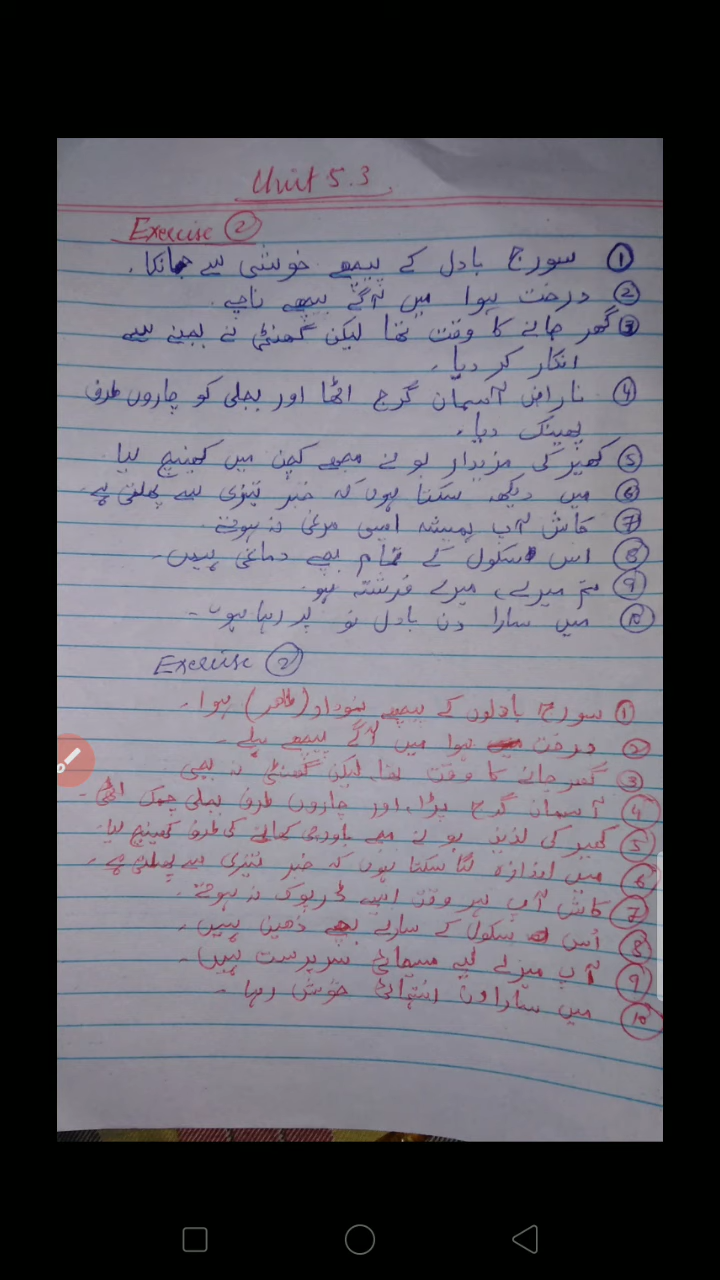 Unit 5.3
Exercise ②
① سورج بادل کے پیچھے خوشی سے جھانکا۔
② درخت ہوا میں آگے پیچھے ناچے۔
③ گھر جانے کا وقت تھا لیکن گھنٹی نے بجنے سے
انکار کر دیا۔
④ ناراض آسمان گرج اٹھا اور بجلی کو چاروں طرف
پھینک دیا۔
⑤ کھیر کی مزیدار بو نے مجھے کچن میں کھینچ لیا۔
⑥ میں دیکھ سکتا ہوں کہ خبر تیزی سے پھیلتی ہے۔
⑦ کاش آپ ہمیشہ ایسی مرغی نہ ہوتے۔
⑧ اس سکول کے تمام بچے دماغی ہیں۔
⑨ تم میرے، میرے فرشتہ ہو۔
⑩ میں سارا دن بادل نو پر رہا ہوں۔
Exercise ②
① سورج بادلوں کے پیچھے نمودار (ظاہر) ہوا۔
② درخت ہوا میں آگے پیچھے ہلے۔
③ گھر جانے کا وقت تھا، لیکن گھنٹی نہ بجی
④ آسمان گرج پڑا، اور چاروں طرف بجلی چمک اٹھی۔
⑤ کھیر کی لذیذ بو نے مجھے باورچی خانے کی طرف کھینچ لیا۔
⑥ میں اندازہ لگا سکتا ہوں کہ خبر تیزی سے پھیلتی ہے۔
⑦ کاش آپ ہر وقت ایسے ڈرپوک نہ ہوتے۔
⑧ اُس سکول کے سارے بچے ذھین ہیں۔
⑨ آپ میرے لیے سرپرست ہیں۔
⑩ میں سارا دن انتہائی خوش رہا۔